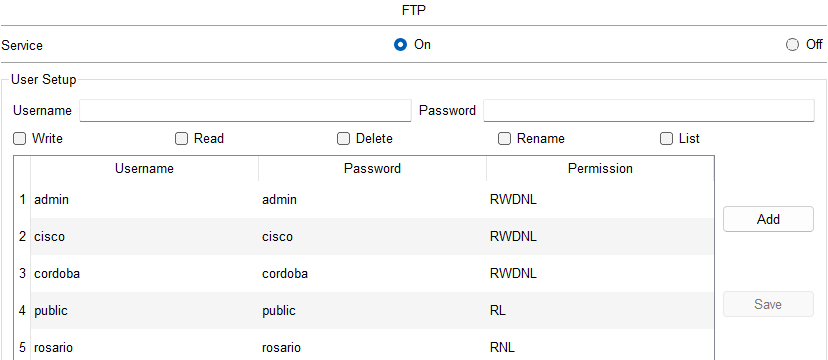 FTP
Service On Off
User Setup
Username Password
Write Read Delete Rename List
Username Password Permission
1 admin admin RWDNL
Add
2 cisco cisco RWDNL
3 cordoba cordoba RWDNL
4 public public RL
Save
5 rosario rosario RNL